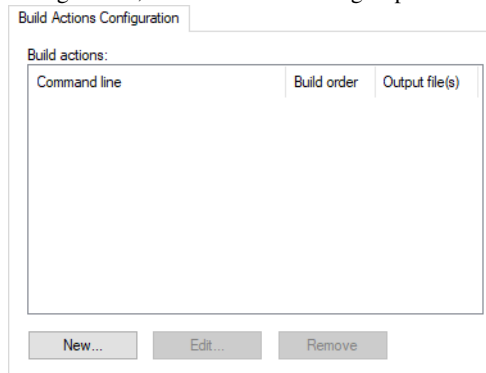 Build Actions Configuration
Build actions:
Command line Build order Output file(s)
New... Edit... Remove